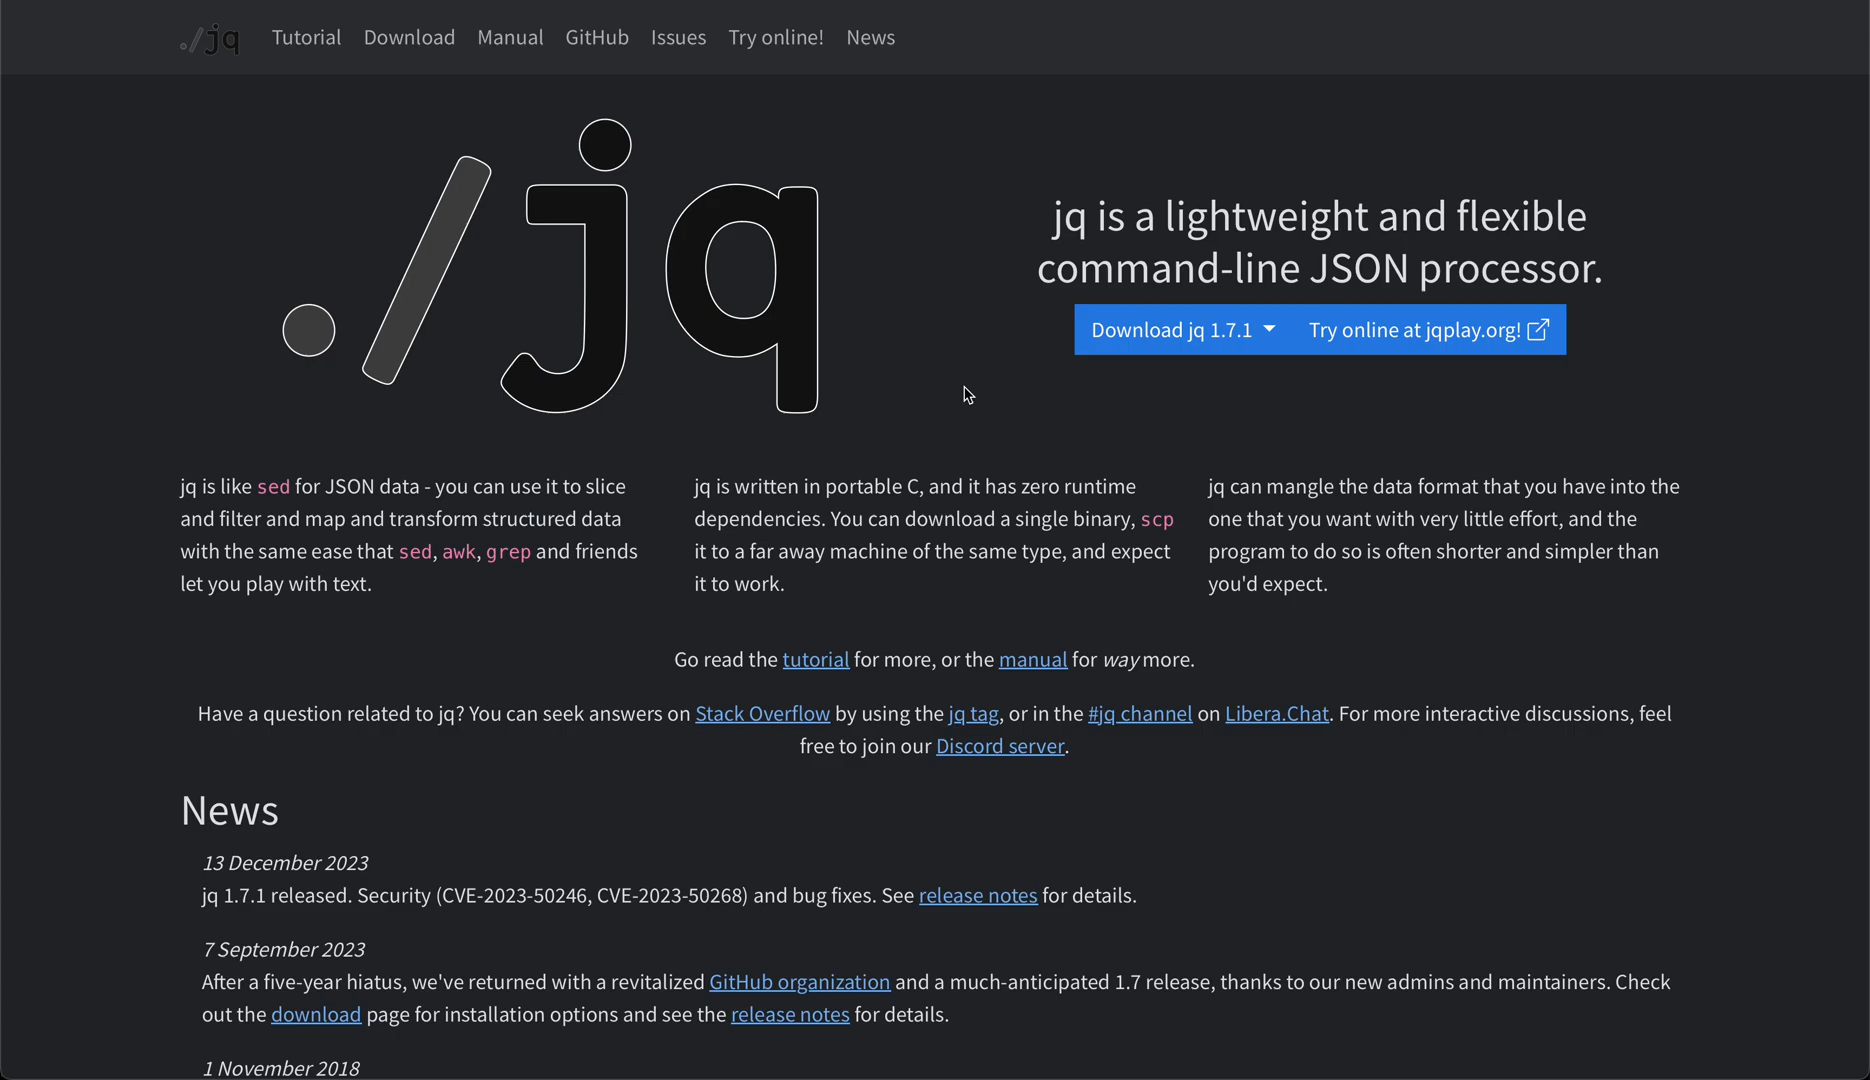 ./jq Tutorial Download Manual GitHub Issues Try online! News
./jq
jq is a lightweight and flexible
command-line JSON processor.
Download jq 1.7.1 Try online at jqplay.org!
jq is like sed for JSON data - you can use it to slice
and filter and map and transform structured data
with the same ease that sed, awk, grep and friends
let you play with text.
jq is written in portable C, and it has zero runtime
dependencies. You can download a single binary, scp
it to a far away machine of the same type, and expect
it to work.
jq can mangle the data format that you have into the
one that you want with very little effort, and the
program to do so is often shorter and simpler than
you'd expect.
Go read the tutorial for more, or the manual for way more.
Have a question related to jq? You can seek answers on Stack Overflow by using the jq tag, or in the #jq channel on Libera.Chat. For more interactive discussions, feel
free to join our Discord server.
News
13 December 2023
jq 1.7.1 released. Security (CVE-2023-50246, CVE-2023-50268) and bug fixes. See release notes for details.
7 September 2023
After a five-year hiatus, we've returned with a revitalized GitHub organization and a much-anticipated 1.7 release, thanks to our new admins and maintainers. Check
out the download page for installation options and see the release notes for details.
1 November 2018